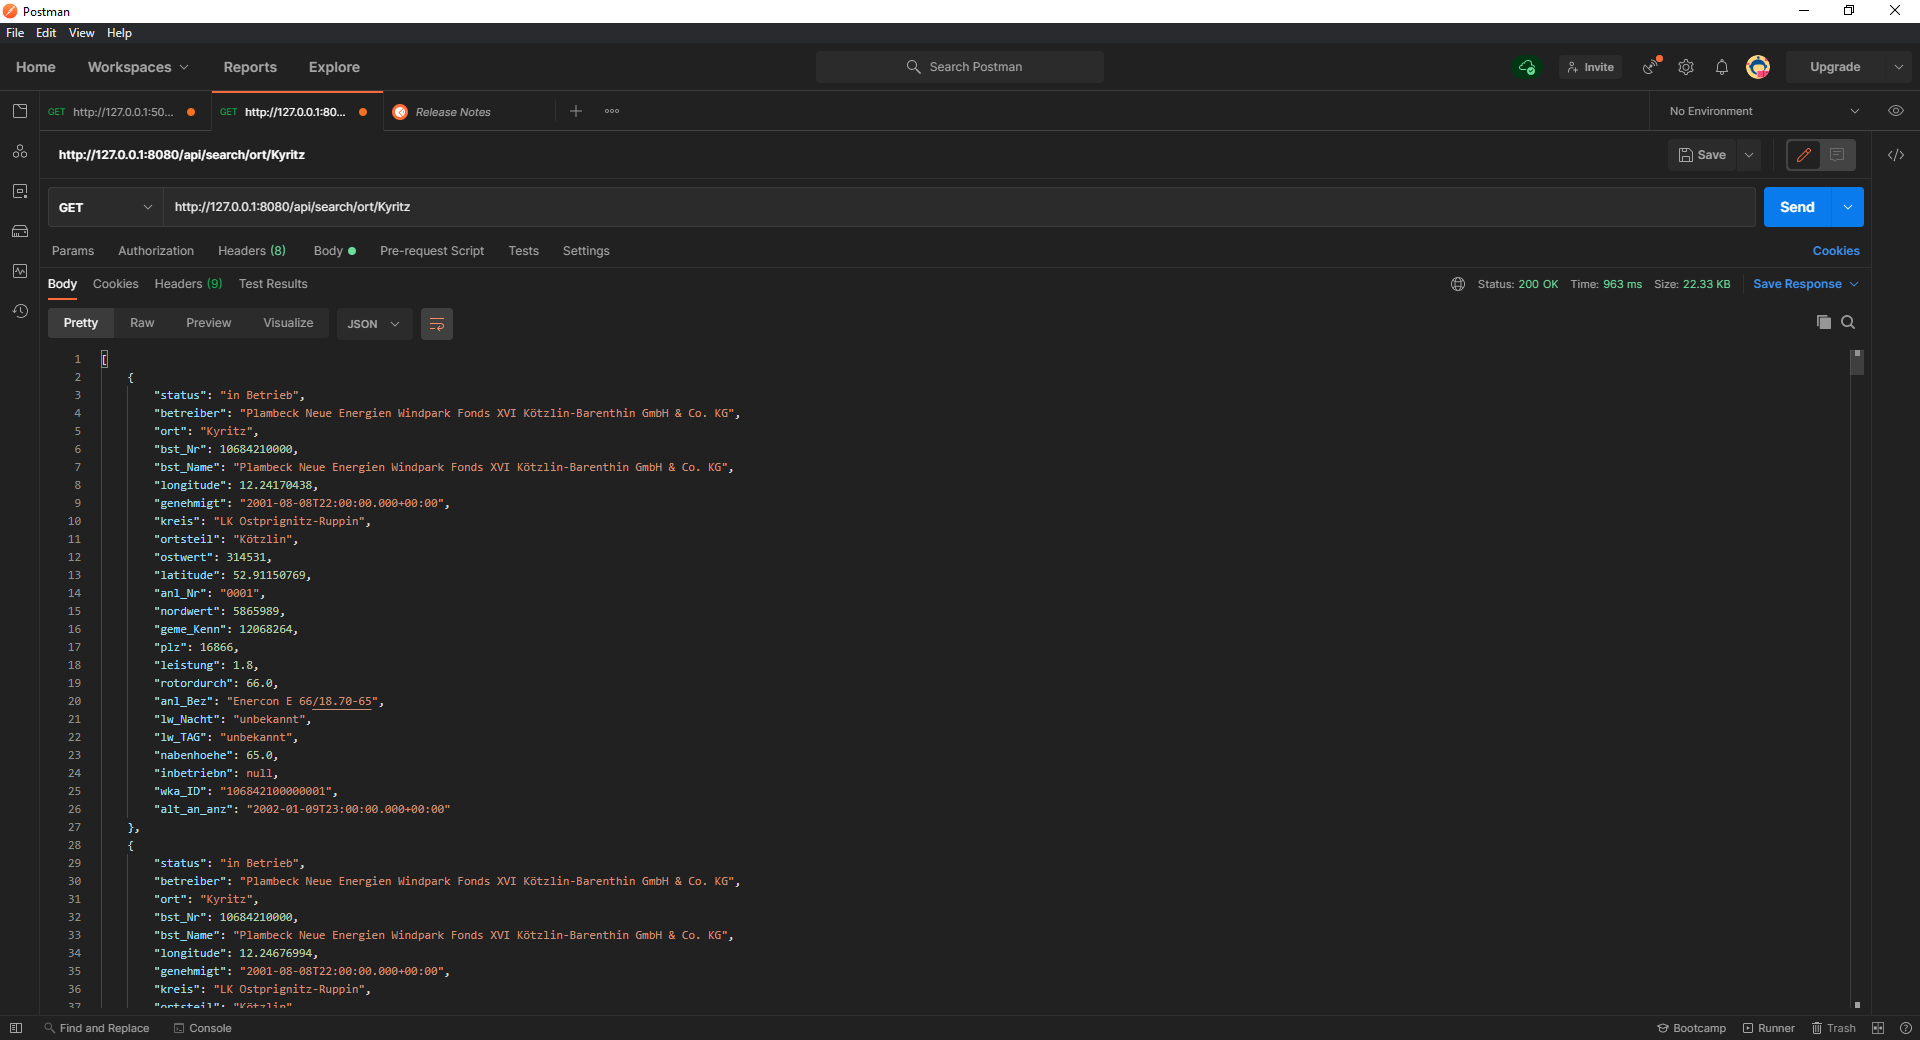 Postman
File Edit View Help
Home Workspaces Reports Explore Search Postman Invite Upgrade
GET http://127.0.0.1:50... GET http://127.0.0.1:80... Release Notes No Environment
http://127.0.0.1:8080/api/search/ort/Kyritz Save
GET http://127.0.0.1:8080/api/search/ort/Kyritz Send
Params Authorization Headers (8) Body Pre-request Script Tests Settings Cookies
Body Cookies Headers (9) Test Results Status: 200 OK Time: 963 ms Size: 22.33 KB Save Response
Pretty Raw Preview Visualize JSON
1 [
2 {
3 "status": "in Betrieb",
4 "betreiber": "Plambeck Neue Energien Windpark Fonds XVI Kötzlin-Barenthin GmbH & Co. KG",
5 "ort": "Kyritz",
6 "bst_Nr": 10684210000,
7 "bst_Name": "Plambeck Neue Energien Windpark Fonds XVI Kötzlin-Barenthin GmbH & Co. KG",
8 "longitude": 12.24170438,
9 "genehmigt": "2001-08-08T22:00:00.000+00:00",
10 "kreis": "LK Ostprignitz-Ruppin",
11 "ortsteil": "Kötzlin",
12 "ostwert": 314531,
13 "latitude": 52.91150769,
14 "anl_Nr": "0001",
15 "nordwert": 5865989,
16 "geme_Kenn": 12068264,
17 "plz": 16866,
18 "leistung": 1.8,
19 "rotordurch": 66.0,
20 "anl_Bez": "Enercon E 66/18.70-65",
21 "lw_Nacht": "unbekannt",
22 "lw_TAG": "unbekannt",
23 "nabenhoehe": 65.0,
24 "inbetriebn": null,
25 "wka_ID": "106842100000001",
26 "alt_an_anz": "2002-01-09T23:00:00.000+00:00"
27 },
28 {
29 "status": "in Betrieb",
30 "betreiber": "Plambeck Neue Energien Windpark Fonds XVI Kötzlin-Barenthin GmbH & Co. KG",
31 "ort": "Kyritz",
32 "bst_Nr": 10684210000,
33 "bst_Name": "Plambeck Neue Energien Windpark Fonds XVI Kötzlin-Barenthin GmbH & Co. KG",
34 "longitude": 12.24676994,
35 "genehmigt": "2001-08-08T22:00:00.000+00:00",
36 "kreis": "LK Ostprignitz-Ruppin",
37 "ortsteil": "Kötzlin"
Find and Replace Console Bootcamp Runner Trash